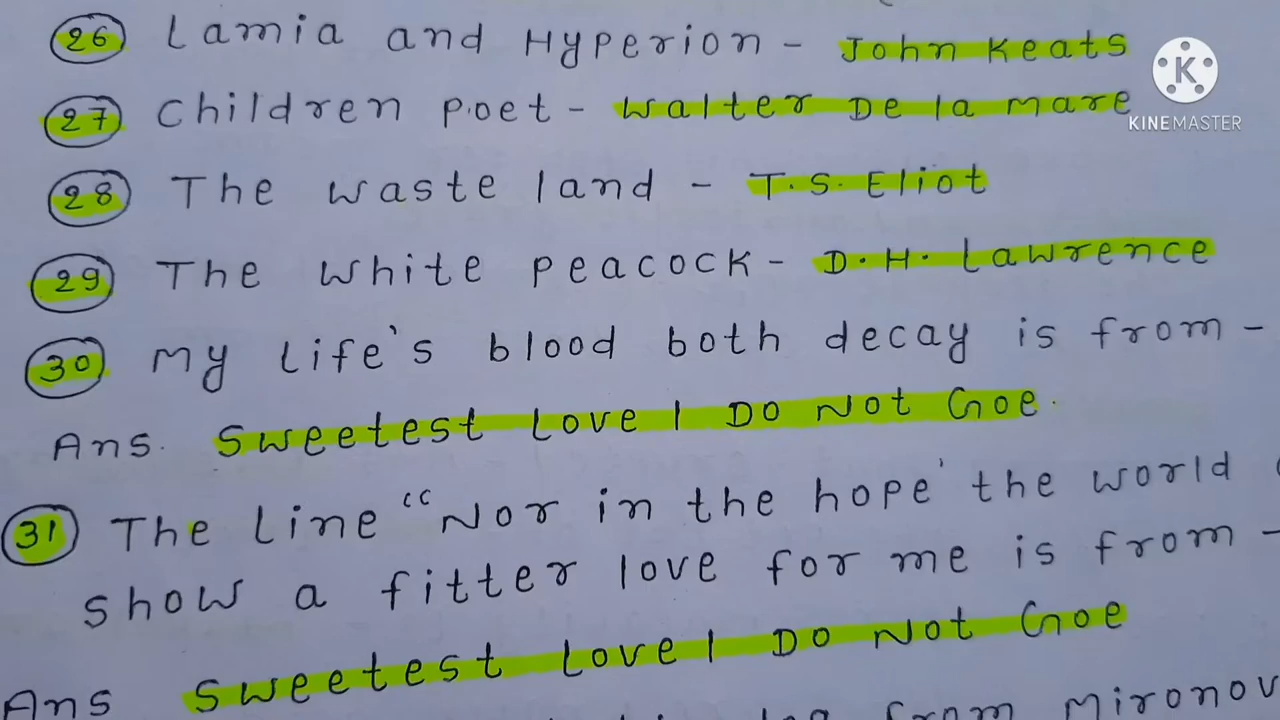 26 Lamia and Hyperion - John Keats
27 Children Poet - Walter De la Mare
KINEMASTER
28 The Waste land - T.S. Eliot
29 The White Peacock - D.H. Lawrence
30 My Life's blood both decay is from -
Ans. Sweetest Love I Do Not Goe.
31 The Line "Nor in the hope' the world
show a fitter love for me is from -
Ans Sweetest Love I Do Not Goe
from Mironov